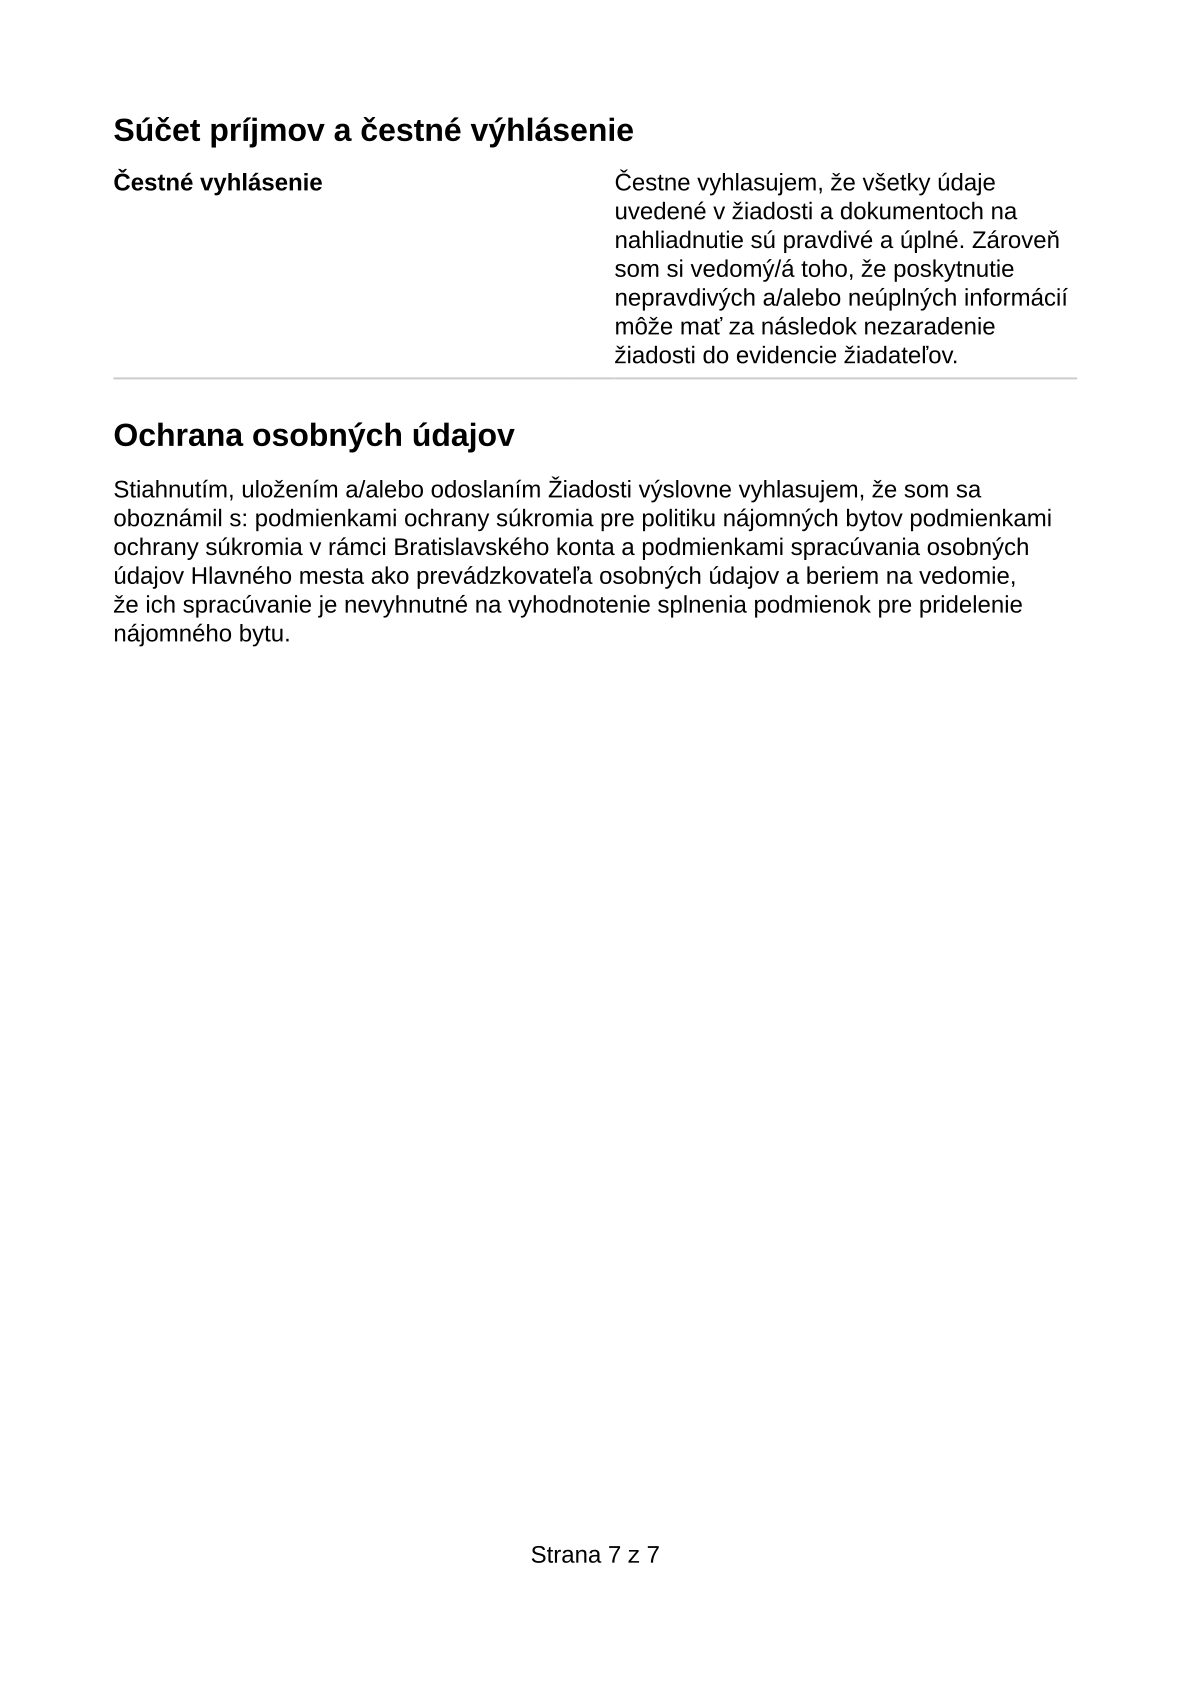 Súčet príjmov a čestné výhlásenie
Čestné vyhlásenie
Čestne vyhlasujem, že všetky údaje
uvedené v žiadosti a dokumentoch na
nahliadnutie sú pravdivé a úplné. Zároveň
som si vedomý/á toho, že poskytnutie
nepravdivých a/alebo neúplných informácií
môže mať za následok nezaradenie
žiadosti do evidencie žiadateľov.
Ochrana osobných údajov
Stiahnutím, uložením a/alebo odoslaním Žiadosti výslovne vyhlasujem, že som sa
oboznámil s: podmienkami ochrany súkromia pre politiku nájomných bytov podmienkami
ochrany súkromia v rámci Bratislavského konta a podmienkami spracúvania osobných
údajov Hlavného mesta ako prevádzkovateľa osobných údajov a beriem na vedomie,
že ich spracúvanie je nevyhnutné na vyhodnotenie splnenia podmienok pre pridelenie
nájomného bytu.
Strana 7 z 7